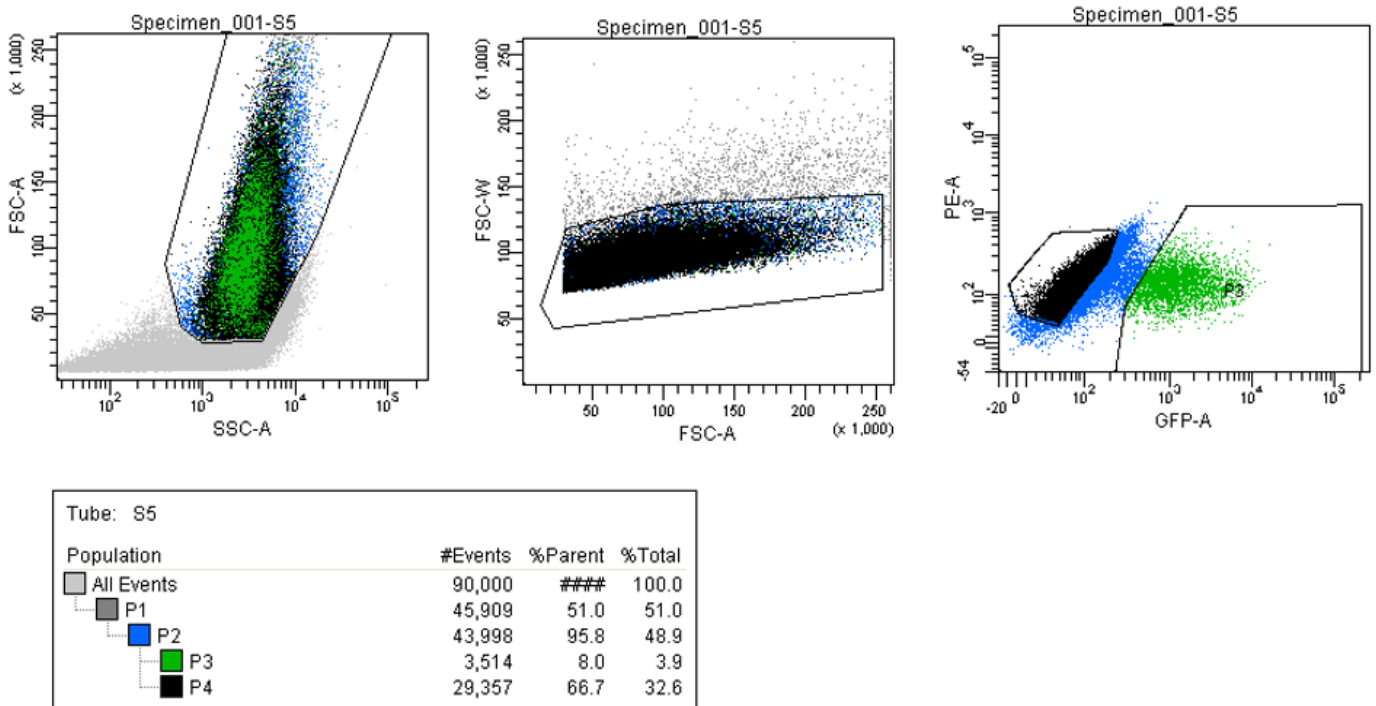 Specimen_001-S5
(x 1,000)
250
200
150
100
50
FSC-A
10^2
10^3
10^4
10^5
SSC-A
Specimen_001-S5
(x 1,000)
250
200
150
100
50
FSC-W
50
100
150
200
250
FSC-A
(x 1,000)
Specimen_001-S5
10^5
10^4
10^3
10^2
0
-54
PE-A
P3
-20
0
10^2
10^3
10^4
10^5
GFP-A
Tube: S5
Population #Events %Parent %Total
All Events 90,000 #### 100.0
P1 45,909 51.0 51.0
P2 43,998 95.8 48.9
P3 3,514 8.0 3.9
P4 29,357 66.7 32.6